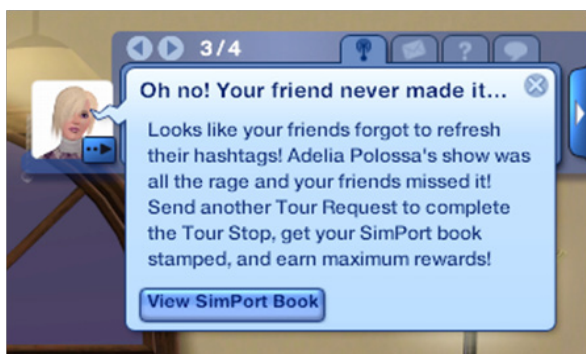 3/4
Oh no! Your friend never made it...
Looks like your friends forgot to refresh
their hashtags! Adelia Polossa's show was
all the rage and your friends missed it!
Send another Tour Request to complete
the Tour Stop, get your SimPort book
stamped, and earn maximum rewards!
View SimPort Book